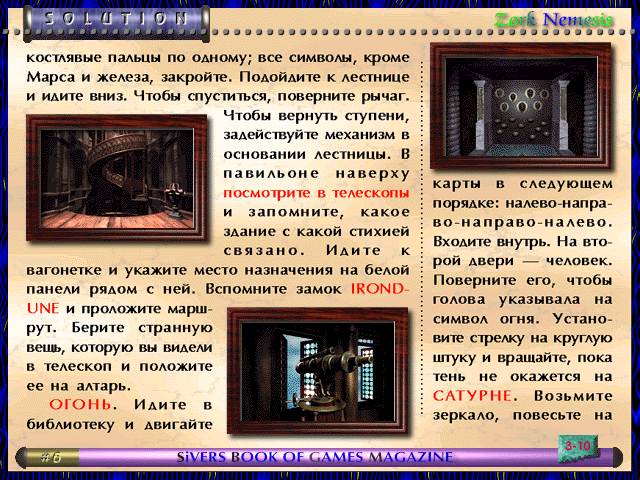 SOLUTION
Zork Nemesis
костлявые пальцы по одному; все символы, кроме
Марса и железа, закройте. Подойдите к лестнице
и идите вниз. Чтобы спуститься, поверните рычаг.
Чтобы вернуть ступени,
задействуйте механизм в
основании лестницы. В
павильоне наверху
посмотрите в телескопы
и запомните, какое
здание с какой стихией
связано. Идите к
вагонетке и укажите место назначения на белой
панели рядом с ней. Вспомните замок IROND-
UNE и проложите марш-
рут. Берите странную
вещь, которую вы видели
в телескоп и положите
ее на алтарь.
ОГОНЬ. Идите в
библиотеку и двигайте
карты в следующем
порядке: налево-напра-
во-направо-налево.
Входите внутрь. На вто-
рой двери — человек.
Поверните его, чтобы
голова указывала на
символ огня. Устано-
вите стрелку на круглую
штуку и вращайте, пока
тень не окажется на
САТУРНЕ. Возьмите
зеркало, повесьте на
#6
SiVERS BOOK OF GAMES MAGAZINE
3-10